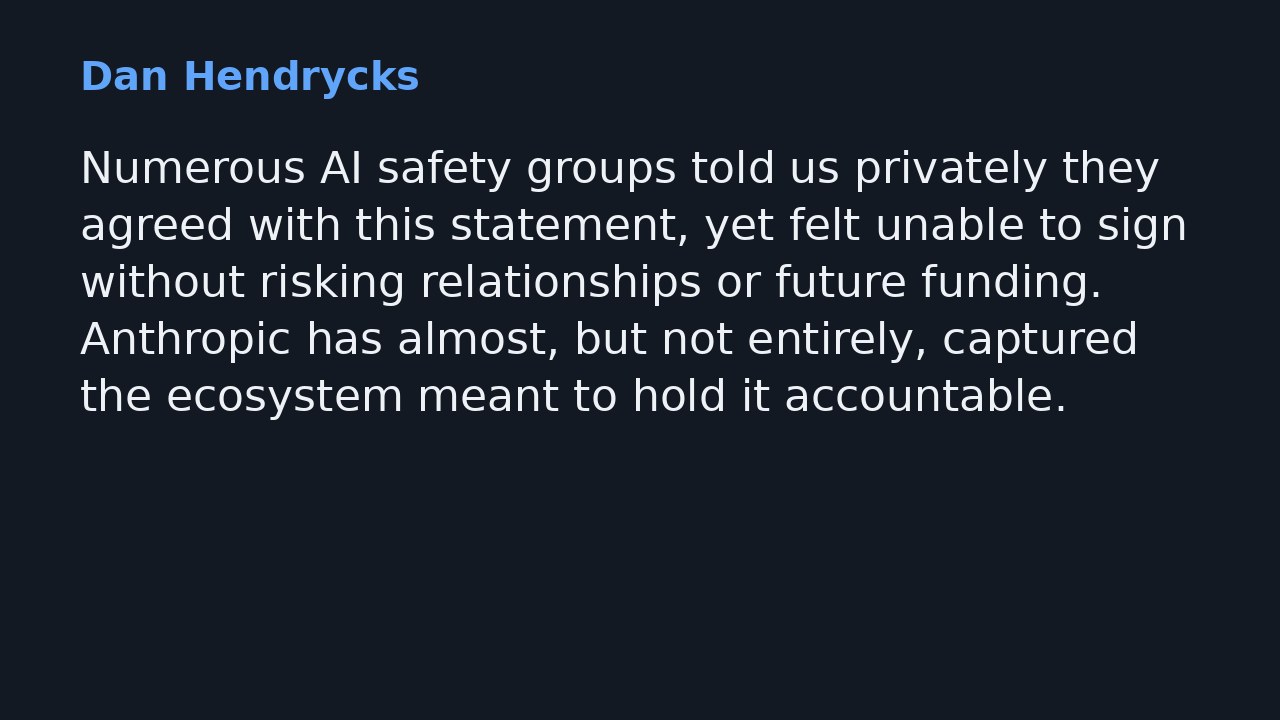 Dan Hendrycks
Numerous AI safety groups told us privately they
agreed with this statement, yet felt unable to sign
without risking relationships or future funding.
Anthropic has almost, but not entirely, captured
the ecosystem meant to hold it accountable.